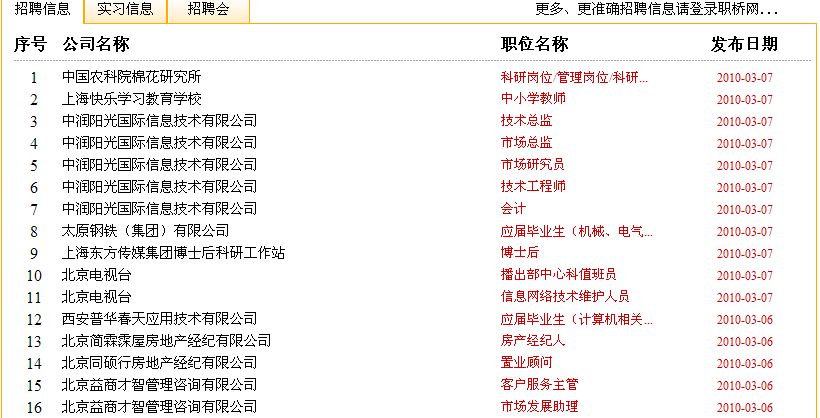 招聘信息 实习信息 招聘会 更多、更准确招聘信息请登录职桥网...
序号 公司名称 职位名称 发布日期
1 中国农科院棉花研究所 科研岗位/管理岗位/科研... 2010-03-07
2 上海快乐学习教育学校 中小学教师 2010-03-07
3 中润阳光国际信息技术有限公司 技术总监 2010-03-07
4 中润阳光国际信息技术有限公司 市场总监 2010-03-07
5 中润阳光国际信息技术有限公司 市场研究员 2010-03-07
6 中润阳光国际信息技术有限公司 技术工程师 2010-03-07
7 中润阳光国际信息技术有限公司 会计 2010-03-07
8 太原钢铁（集团）有限公司 应届毕业生（机械、电气... 2010-03-07
9 上海东方传媒集团博士后科研工作站 博士后 2010-03-07
10 北京电视台 播出部中心科值班员 2010-03-07
11 北京电视台 信息网络技术维护人员 2010-03-07
12 西安普华春天应用技术有限公司 应届毕业生（计算机相关... 2010-03-06
13 北京简霖霂屋房地产经纪有限公司 房产经纪人 2010-03-06
14 北京同硕行房地产经纪有限公司 置业顾问 2010-03-06
15 北京益商才智管理咨询有限公司 客户服务主管 2010-03-06
16 北京益商才智管理咨询有限公司 市场发展助理 2010-03-06